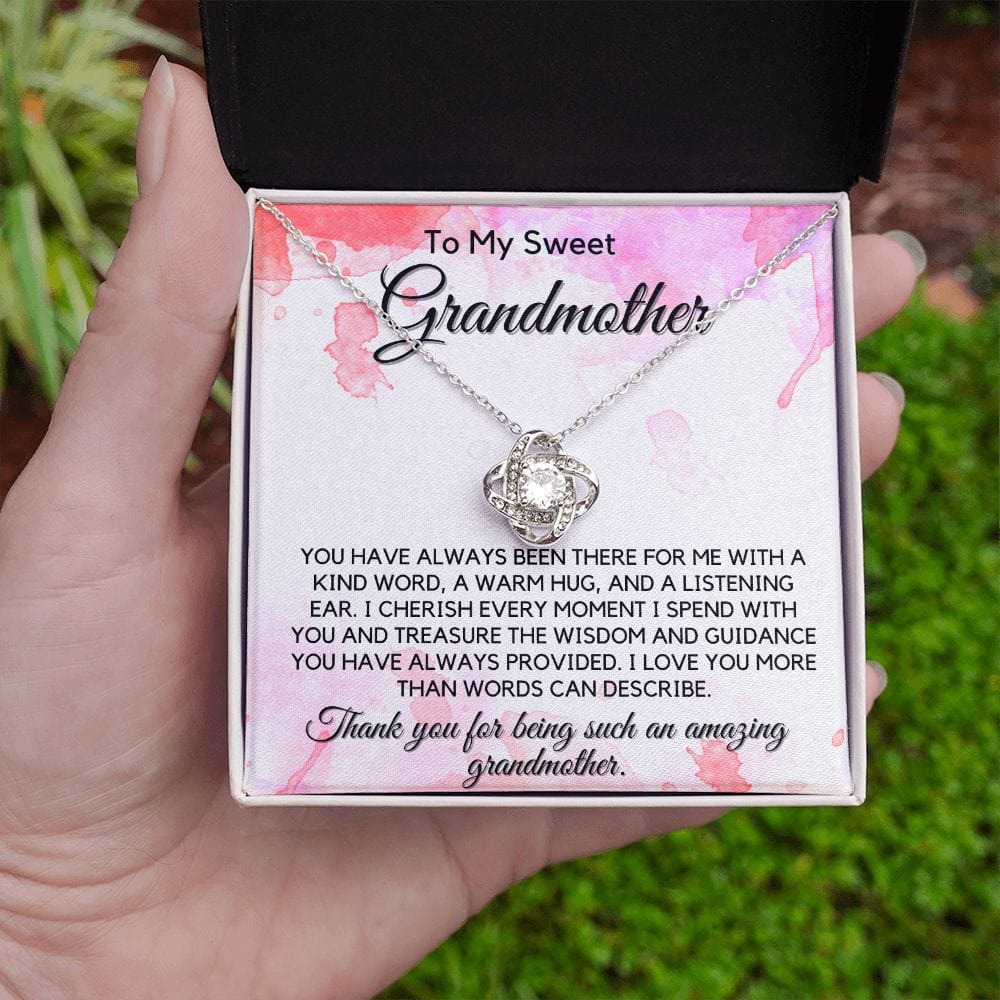 To My Sweet
Grandmother
YOU HAVE ALWAYS BEEN THERE FOR ME WITH A
KIND WORD, A WARM HUG, AND A LISTENING
EAR. I CHERISH EVERY MOMENT I SPEND WITH
YOU AND TREASURE THE WISDOM AND GUIDANCE
YOU HAVE ALWAYS PROVIDED. I LOVE YOU MORE
THAN WORDS CAN DESCRIBE.
Thank you for being such an amazing
grandmother.